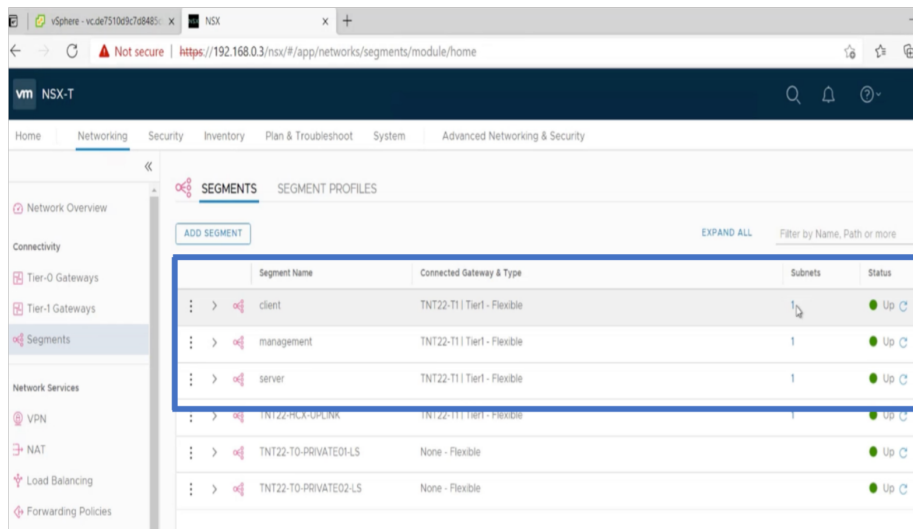 vSphere - vc.de7510d9c7d8485c
NSX
Not secure | https://192.168.0.3/nsx/#/app/networks/segments/module/home
vm NSX-T
Home Networking Security Inventory Plan & Troubleshoot System Advanced Networking & Security
SEGMENTS SEGMENT PROFILES
Network Overview
ADD SEGMENT EXPAND ALL Filter by Name, Path or more
Connectivity
Segment Name Connected Gateway & Type Subnets Status
Tier-0 Gateways
client TNT22-T1 | Tier1 - Flexible 1 Up
Tier-1 Gateways
Segments
management TNT22-T1 | Tier1 - Flexible 1 Up
server TNT22-T1 | Tier1 - Flexible 1 Up
Network Services
TNT22-HCX-UPLINK TNT22-T1 | Tier1 - Flexible 1 Up
VPN
NAT
TNT22-T0-PRIVATE01-LS None - Flexible Up
Load Balancing
TNT22-T0-PRIVATE02-LS None - Flexible Up
Forwarding Policies